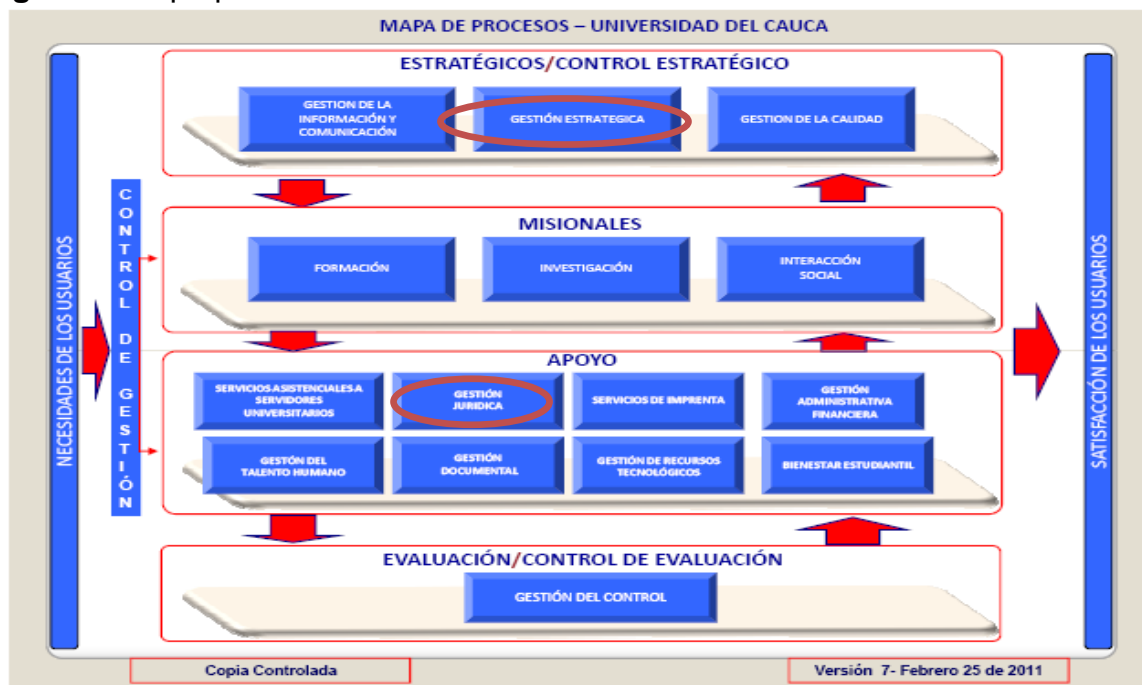 MAPA DE PROCESOS – UNIVERSIDAD DEL CAUCA
ESTRATÉGICOS/CONTROL ESTRATÉGICO
GESTION DE LA
INFORMACIÓN Y
COMUNICACIÓN
GESTIÓN ESTRATEGICA
GESTION DE LA CALIDAD
NECESIDADES DE LOS USUARIOS
CONTROL DE GESTIÓN
MISIONALES
FORMACIÓN
INVESTIGACIÓN
INTERACCIÓN
SOCIAL
APOYO
SERVICIOS ASISTENCIALES A
SERVIDORES
UNIVERSITARIOS
GESTIÓN
JURIDICA
SERVICIOS DE IMPRENTA
GESTIÓN
ADMINISTRATIVA
FINANCIERA
GESTÓN DEL
TALENTO HUMANO
GESTIÓN
DOCUMENTAL
GESTIÓN DE RECURSOS
TECNOLÓGICOS
BIENESTAR ESTUDIANTIL
EVALUACIÓN/CONTROL DE EVALUACIÓN
GESTIÓN DEL CONTROL
SATISFACCIÓN DE LOS USUARIOS
Copia Controlada
Versión 7- Febrero 25 de 2011